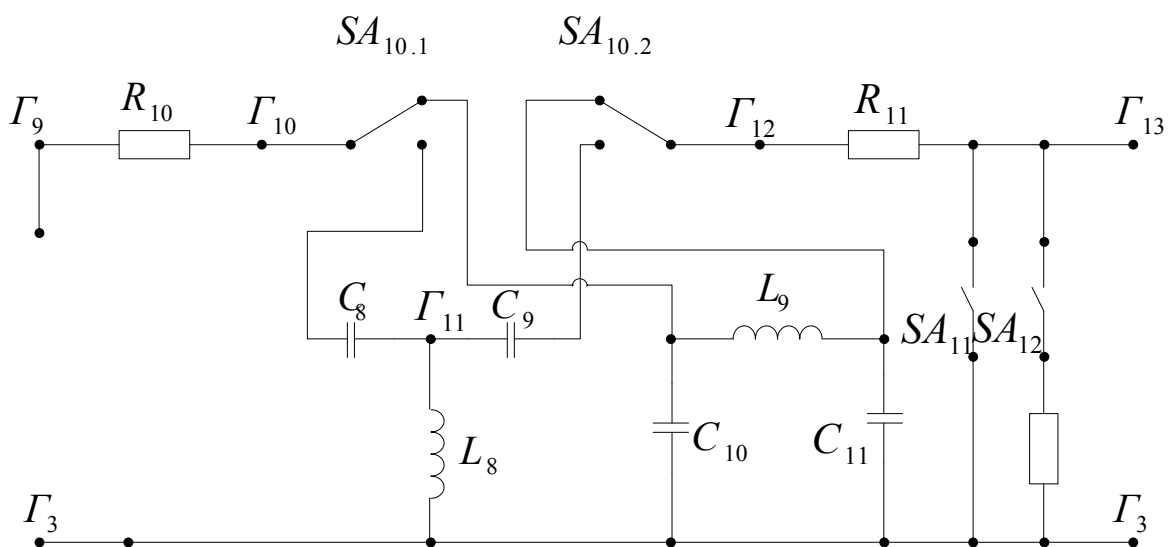 SA₁₀.₁ SA₁₀.₂
Г₉ R₁₀ Г₁₀ Г₁₂ R₁₁ Г₁₃
C₈ Г₁₁ C₉ L₉
SA₁₁ SA₁₂
L₈ C₁₀ C₁₁
Г₃ Г₃